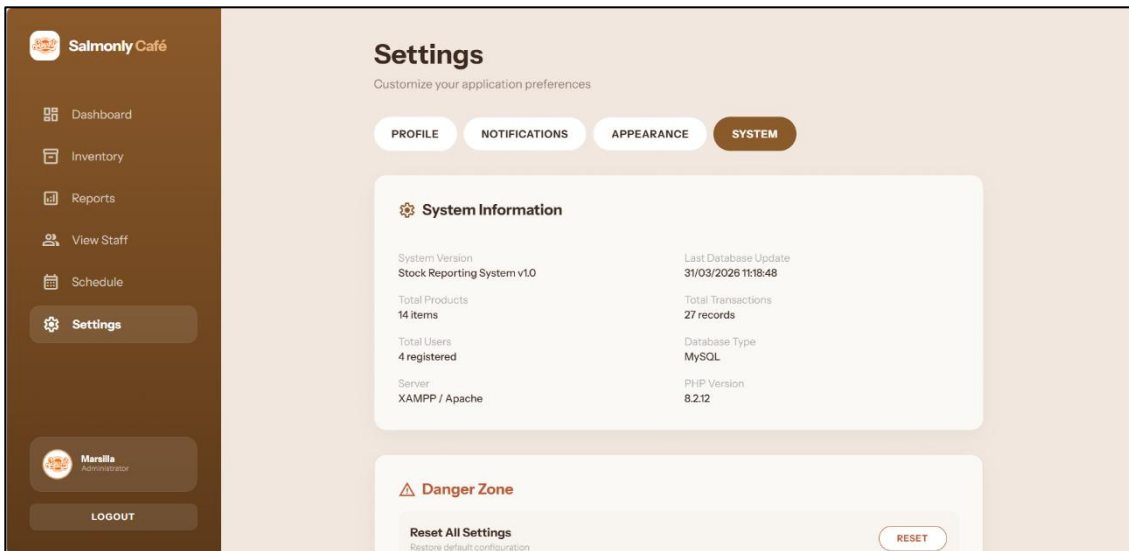 Salmonly Café
Dashboard
Inventory
Reports
View Staff
Schedule
Settings
Marsilla
Administrator
LOGOUT
Settings
Customize your application preferences
PROFILE
NOTIFICATIONS
APPEARANCE
SYSTEM
System Information
System Version
Stock Reporting System v1.0
Last Database Update
31/03/2026 11:18:48
Total Products
14 items
Total Transactions
27 records
Total Users
4 registered
Database Type
MySQL
Server
XAMPP / Apache
PHP Version
8.2.12
Danger Zone
Reset All Settings
Restore default configuration
RESET